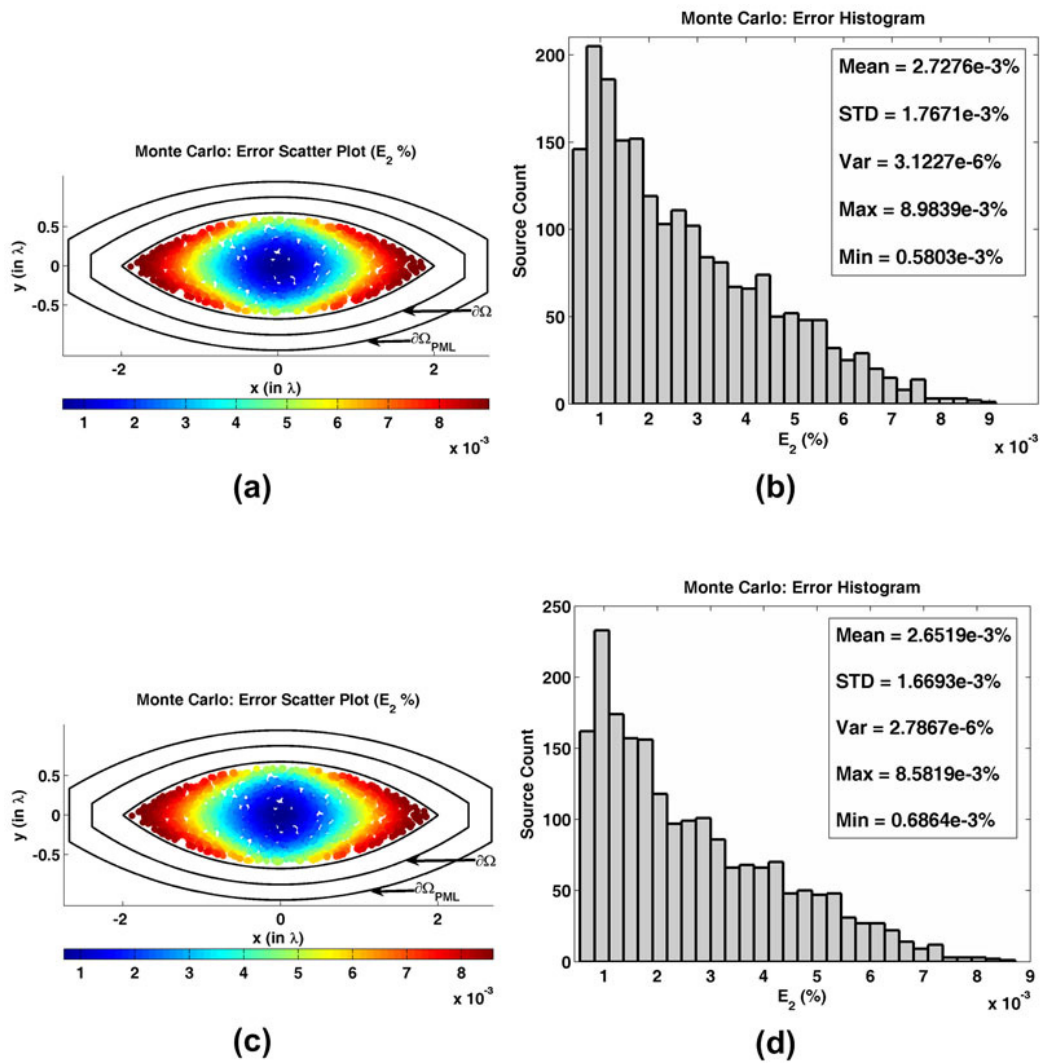 Monte Carlo: Error Scatter Plot (E₂ %)
y (in λ)
0.5
0
-0.5
∂Ω
∂Ω_PML
-2 0 2
x (in λ)
1 2 3 4 5 6 7 8
x 10⁻³
(a)
Monte Carlo: Error Histogram
Source Count
200
150
100
50
0
Mean = 2.7276e-3%
STD = 1.7671e-3%
Var = 3.1227e-6%
Max = 8.9839e-3%
Min = 0.5803e-3%
1 2 3 4 5 6 7 8 9
E₂ (%)
x 10⁻³
(b)
Monte Carlo: Error Scatter Plot (E₂ %)
y (in λ)
0.5
0
-0.5
∂Ω
∂Ω_PML
-2 0 2
x (in λ)
1 2 3 4 5 6 7 8
x 10⁻³
(c)
Monte Carlo: Error Histogram
Source Count
250
200
150
100
50
0
Mean = 2.6519e-3%
STD = 1.6693e-3%
Var = 2.7867e-6%
Max = 8.5819e-3%
Min = 0.6864e-3%
1 2 3 4 5 6 7 8 9
E₂ (%)
x 10⁻³
(d)